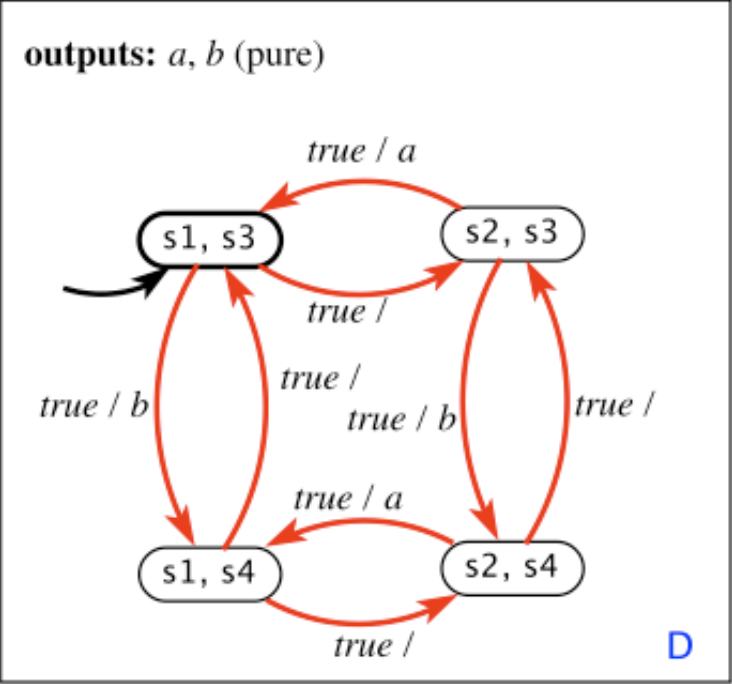 outputs: a, b (pure)
true / a
s1, s3
s2, s3
true /
true /
true / b
true / b
true /
true / a
s1, s4
s2, s4
true /
D